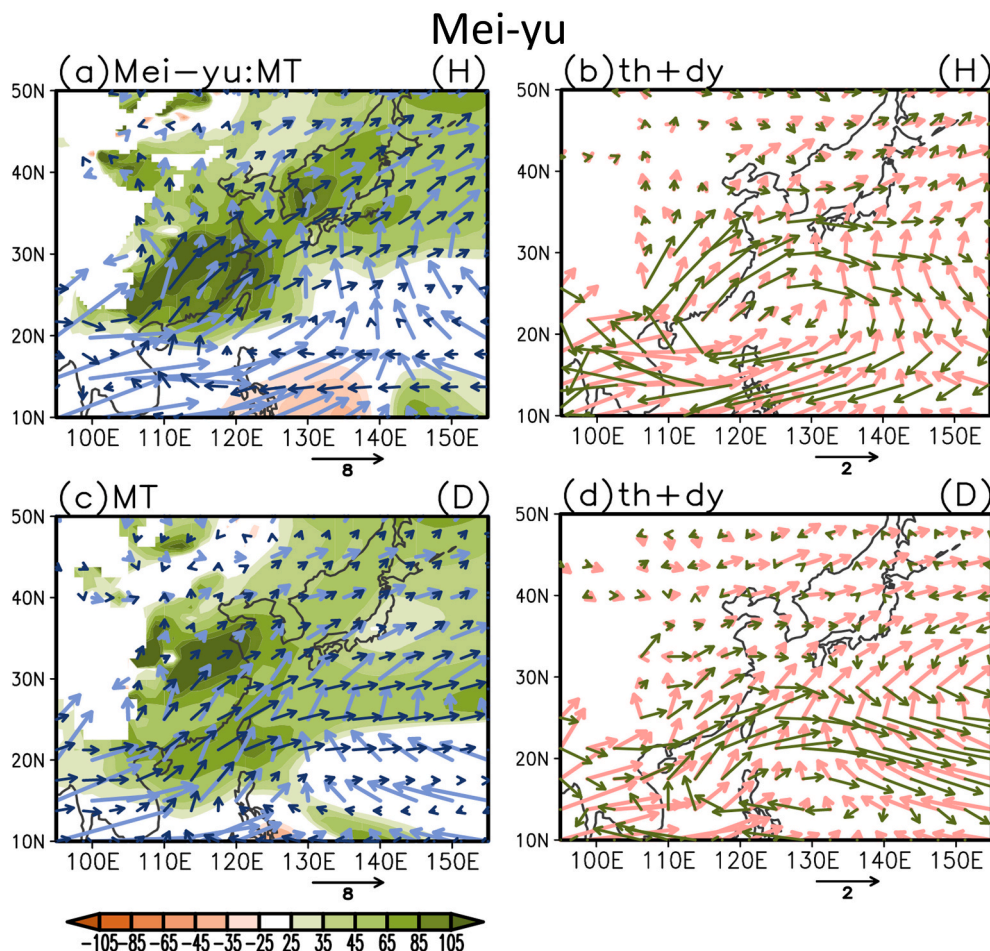 Mei-yu
(a)Mei-yu:MT (H)
(b)th+dy (H)
50N
40N
30N
20N
10N
100E 110E 120E 130E 140E 150E
8
50N
40N
30N
20N
10N
100E 110E 120E 130E 140E 150E
2
(c)MT (D)
(d)th+dy (D)
50N
40N
30N
20N
10N
100E 110E 120E 130E 140E 150E
8
50N
40N
30N
20N
10N
100E 110E 120E 130E 140E 150E
2
-105 -85 -65 -45 -35 -25 25 35 45 65 85 105